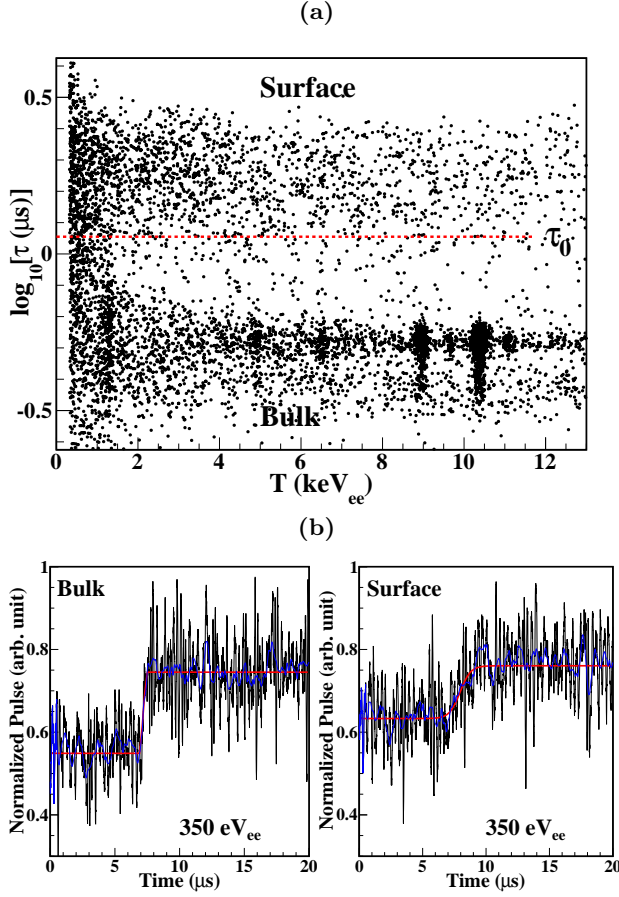 (a)
Surface
log₁₀[τ (μs)]
0.5
0
-0.5
τ₀
Bulk
0 2 4 6 8 10 12
T (keVₑₑ)
(b)
Normalized Pulse (arb. unit)
1
0.8
0.6
0.4
Bulk
350 eVₑₑ
0 5 10 15 20
Time (μs)
Normalized Pulse (arb. unit)
1
0.8
0.6
0.4
Surface
350 eVₑₑ
0 5 10 15 20
Time (μs)